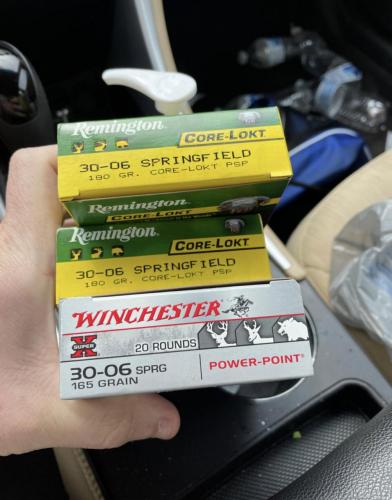 Remington.
CORE-LOKT
30-06 SPRINGFIELD
180 GR. CORE-LOKT PSP
Remington
CORE-LOKT
Remington.
CORE-LOKT
30-06 SPRINGFIELD
180 GR. CORE-LOKT PSP
WINCHESTER
SUPER X
20 ROUNDS
30-06 SPRG
165 GRAIN
POWER-POINT®